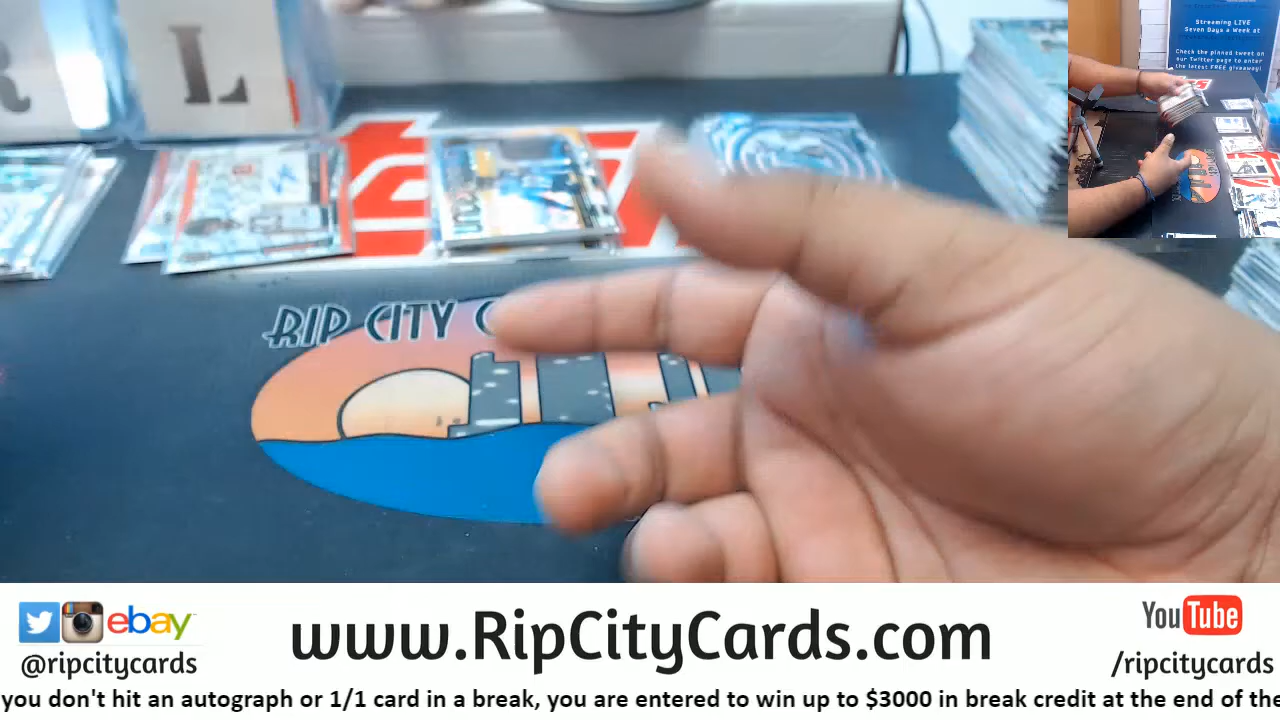 L
RIP CITY
Streaming LIVE
Seven Days a Week at
Check the pinned tweet on
our Twitter page to enter
the latest FREE giveaway!
ebay
@ripcitycards
www.RipCityCards.com
YouTube
/ripcitycards
you don't hit an autograph or 1/1 card in a break, you are entered to win up to $3000 in break credit at the end of the